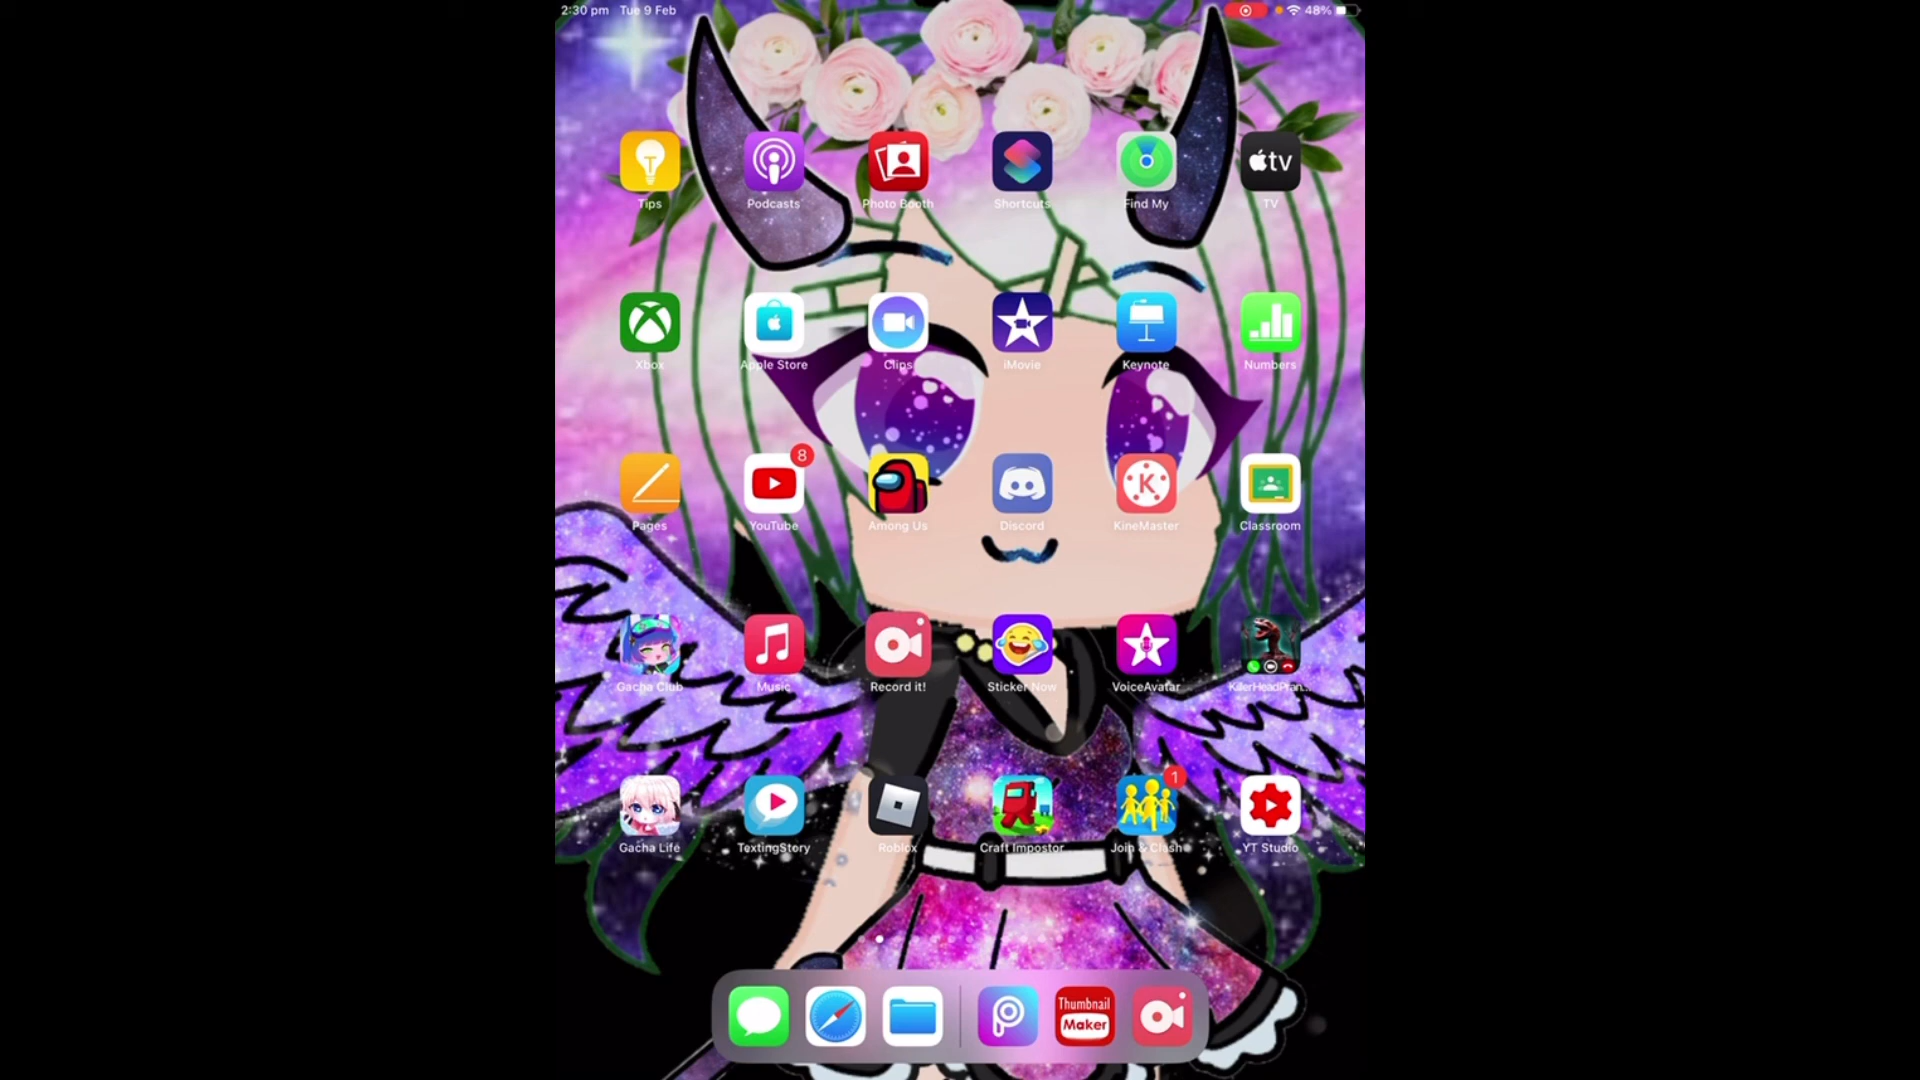 2:30 pm Tue 9 Feb
48%
Tips Podcasts Photo Booth Shortcuts Find My TV
tv
Xbox Apple Store Clips iMovie Keynote Numbers
8
K
Pages YouTube Among Us Discord KineMaster Classroom
Gacha Club Music Record it! Sticker Now VoiceAvatar KillerHeadPran...
1
Gacha Life TextingStory Roblox Craft Impostor Join & Clash YT Studio
Thumbnail
Maker